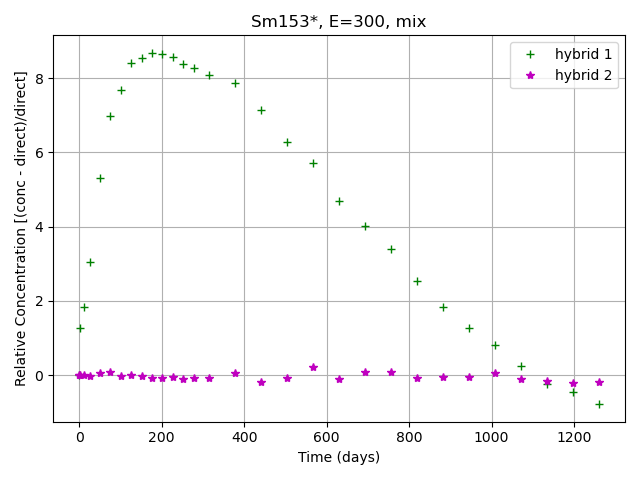 Sm153*, E=300, mix
Relative Concentration [(conc - direct)/direct]
8
6
4
2
0
hybrid 1
hybrid 2
0 200 400 600 800 1000 1200
Time (days)